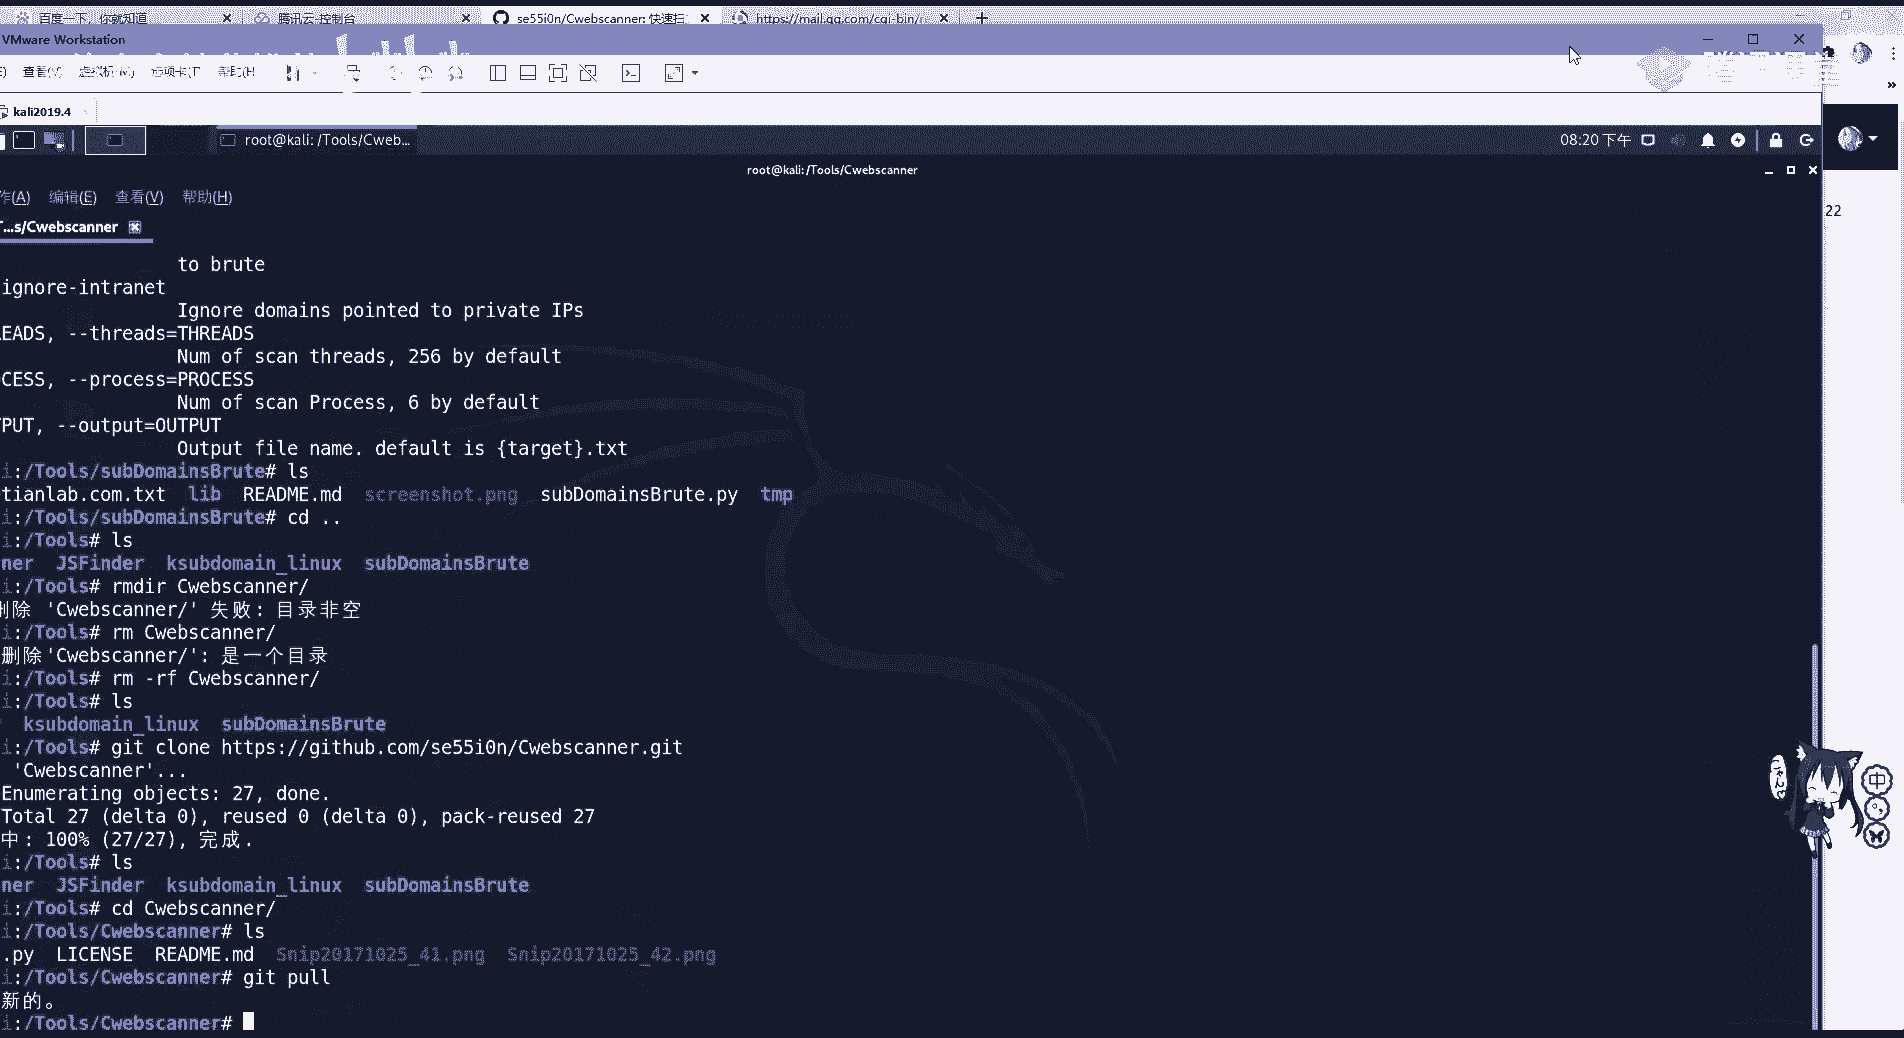 百度一下，你就知道
腾讯云-控制台
se55i0n/Cwebscanner: 快速扫
https://mail.qq.com/cgi-bin/
VMware Workstation
查看(V) 虚拟机(M) 选项卡(T) 帮助(H)
kali2019.4
root@kali: /Tools/Cweb...
08:20 下午
root@kali:/Tools/Cwebscanner
作(A) 编辑(E) 查看(V) 帮助(H)
22
T...s/Cwebscanner
to brute
ignore-intranet
Ignore domains pointed to private IPs
EADS, --threads=THREADS
Num of scan threads, 256 by default
CESS, --process=PROCESS
Num of scan Process, 6 by default
PUT, --output=OUTPUT
Output file name. default is {target}.txt
i:/Tools/subDomainsBrute# ls
tianlab.com.txt lib README.md screenshot.png subDomainsBrute.py tmp
i:/Tools/subDomainsBrute# cd ..
i:/Tools# ls
ner JSFinder ksubdomain_linux subDomainsBrute
i:/Tools# rmdir Cwebscanner/
删除 'Cwebscanner/' 失败: 目录非空
i:/Tools# rm Cwebscanner/
删除'Cwebscanner/': 是一个目录
i:/Tools# rm -rf Cwebscanner/
i:/Tools# ls
ksubdomain_linux subDomainsBrute
i:/Tools# git clone https://github.com/se55i0n/Cwebscanner.git
'Cwebscanner'...
Enumerating objects: 27, done.
Total 27 (delta 0), reused 0 (delta 0), pack-reused 27
中: 100% (27/27), 完成.
i:/Tools# ls
ner JSFinder ksubdomain_linux subDomainsBrute
i:/Tools# cd Cwebscanner/
i:/Tools/Cwebscanner# ls
.py LICENSE README.md Snip20171025_41.png Snip20171025_42.png
i:/Tools/Cwebscanner# git pull
新的。
i:/Tools/Cwebscanner#
中